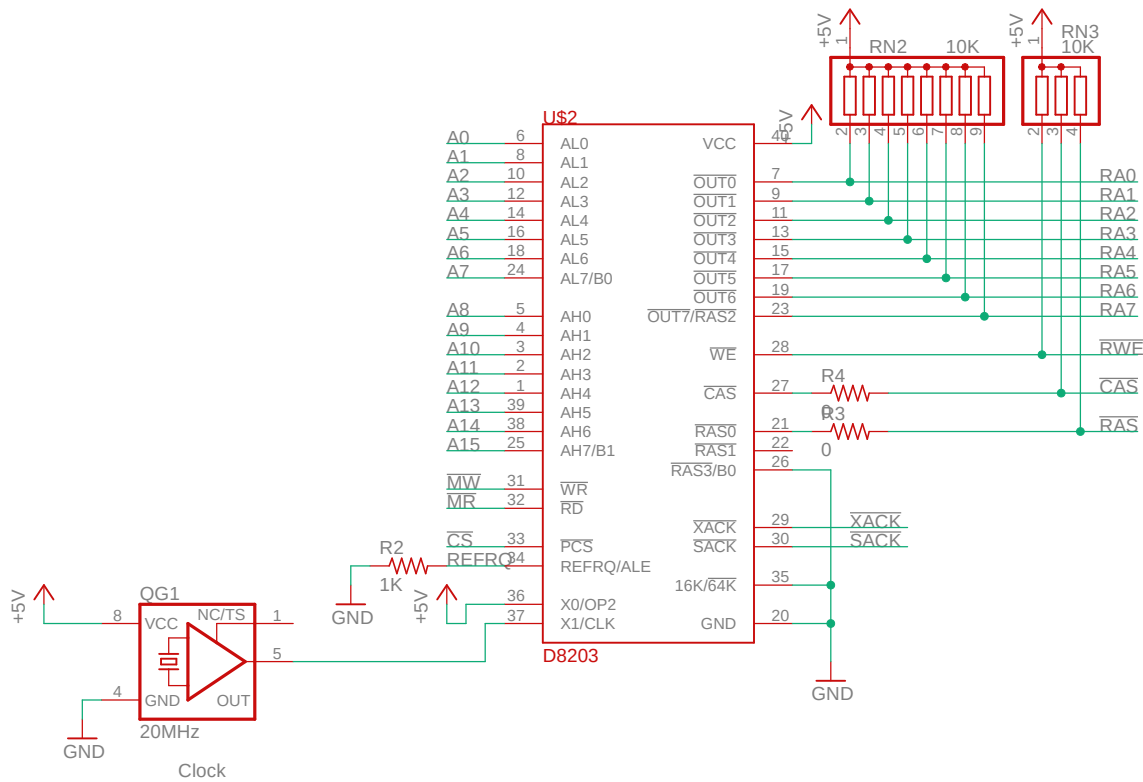 +5V
1
RN2
10K
2
3
4
5
6
7
8
9
+5V
1
RN3
10K
2
3
4
U$2
A0 6 AL0
A1 8 AL1
A2 10 AL2
A3 12 AL3
A4 14 AL4
A5 16 AL5
A6 18 AL6
A7 24 AL7/B0
A8 5 AH0
A9 4 AH1
A10 3 AH2
A11 2 AH3
A12 1 AH4
A13 39 AH5
A14 38 AH6
A15 25 AH7/B1
MW 31 WR
MR 32 RD
CS 33 PCS
REFRQ 34 REFRQ/ALE
R2
1K
GND
+5V
36 X0/OP2
37 X1/CLK
VCC 40 +5V
OUT0 7 RA0
OUT1 9 RA1
OUT2 11 RA2
OUT3 13 RA3
OUT4 15 RA4
OUT5 17 RA5
OUT6 19 RA6
OUT7/RAS2 23 RA7
WE 28 RWE
CAS 27 R4 0 CAS
RAS0 21 R3 0 RAS
RAS1 22
RAS3/B0 26
XACK 29 XACK
SACK 30 SACK
16K/64K 35
GND 20
GND
D8203
+5V
QG1
8 VCC NC/TS 1
5
4 GND OUT
GND
20MHz
Clock